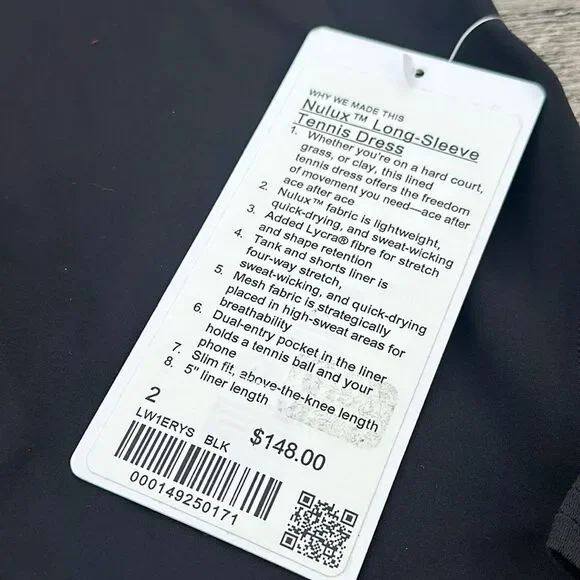 WHY WE MADE THIS
Nulux™ Long-Sleeve
Tennis Dress
1. Whether you're on a hard court,
grass, or clay, this lined
tennis dress offers the freedom
of movement you need—ace after
ace after ace
2. Nulux™ fabric is lightweight,
quick-drying, and sweat-wicking
3. Added Lycra® fibre for stretch
and shape retention
4. Tank and shorts liner is
four-way stretch,
sweat-wicking, and quick-drying
5. Mesh fabric is strategically
placed in high-sweat areas for
breathability
6. Dual-entry pocket in the liner
holds a tennis ball and your
phone
7. Slim fit, above-the-knee length
8. 5" liner length
2
LW1ERYS BLK
$148.00
000149250171